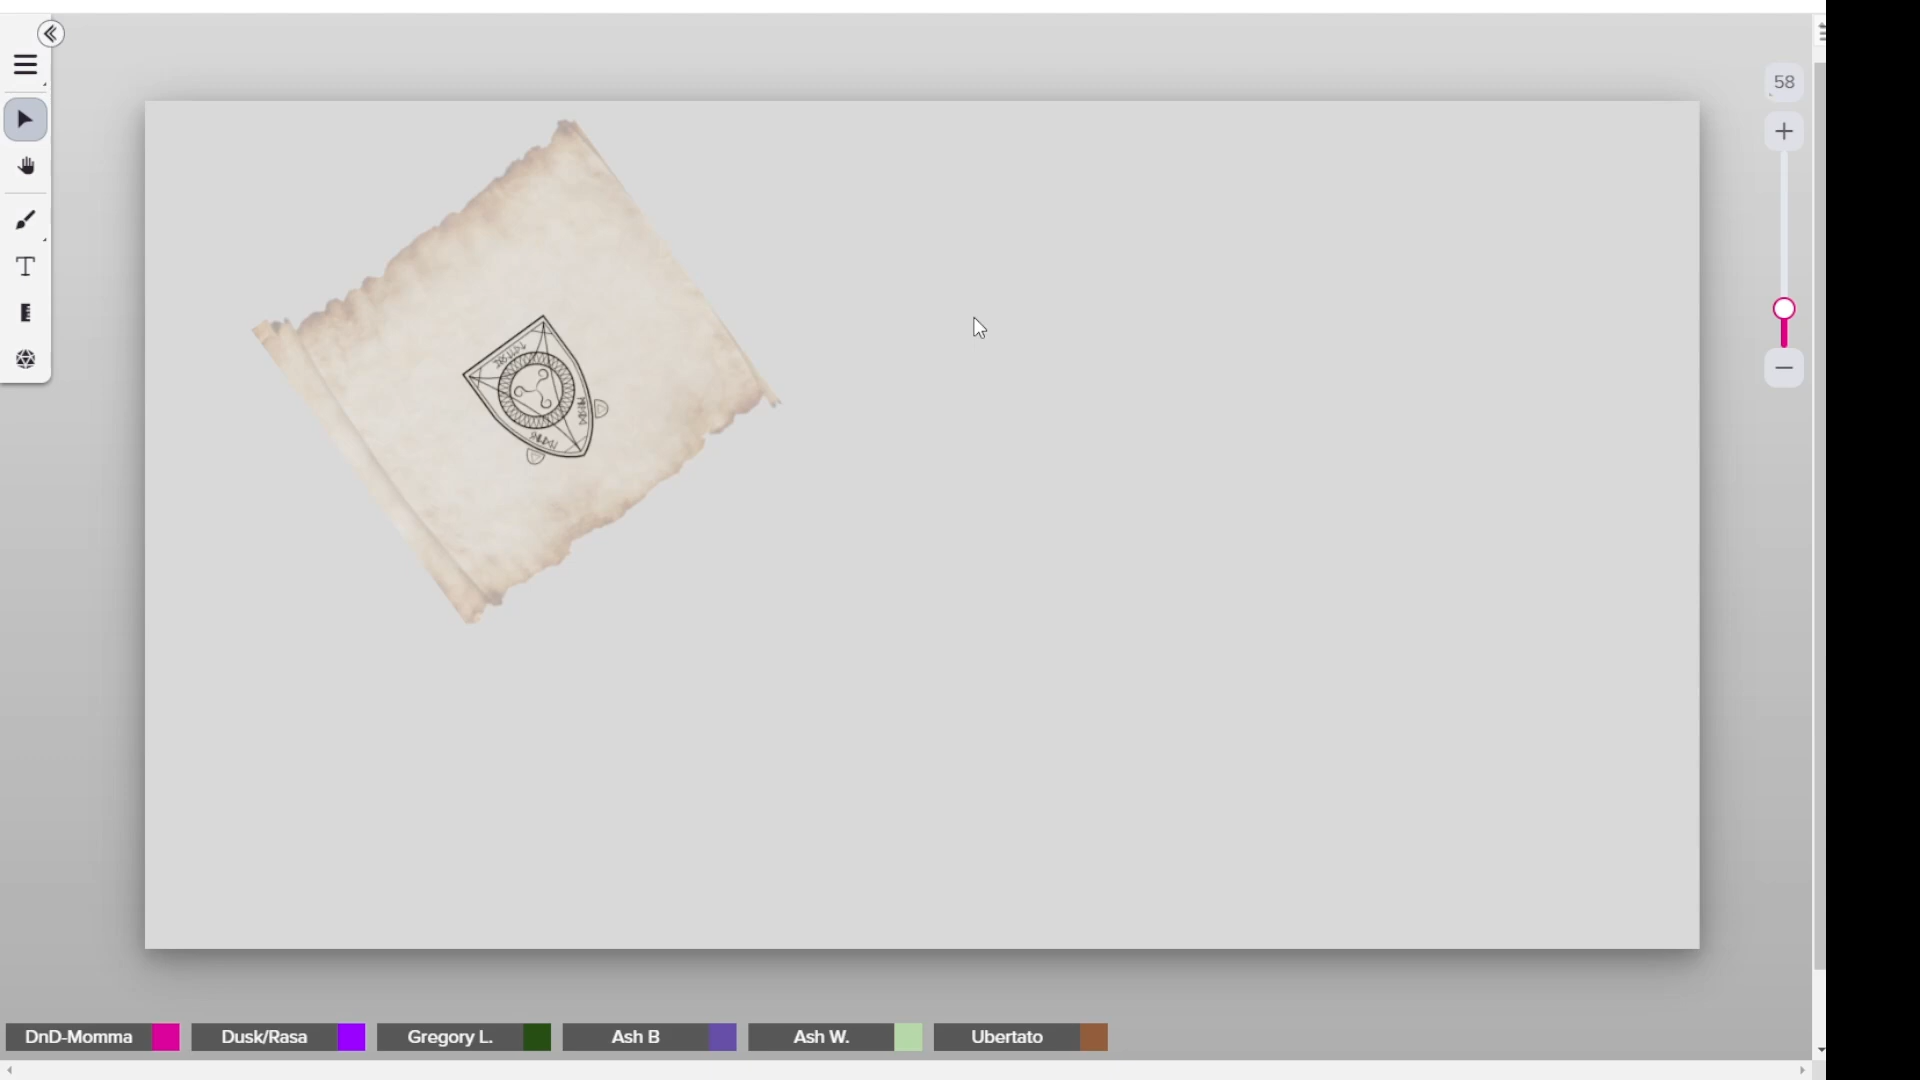 58
T
DnD-Momma
Dusk/Rasa
Gregory L.
Ash B
Ash W.
Ubertato